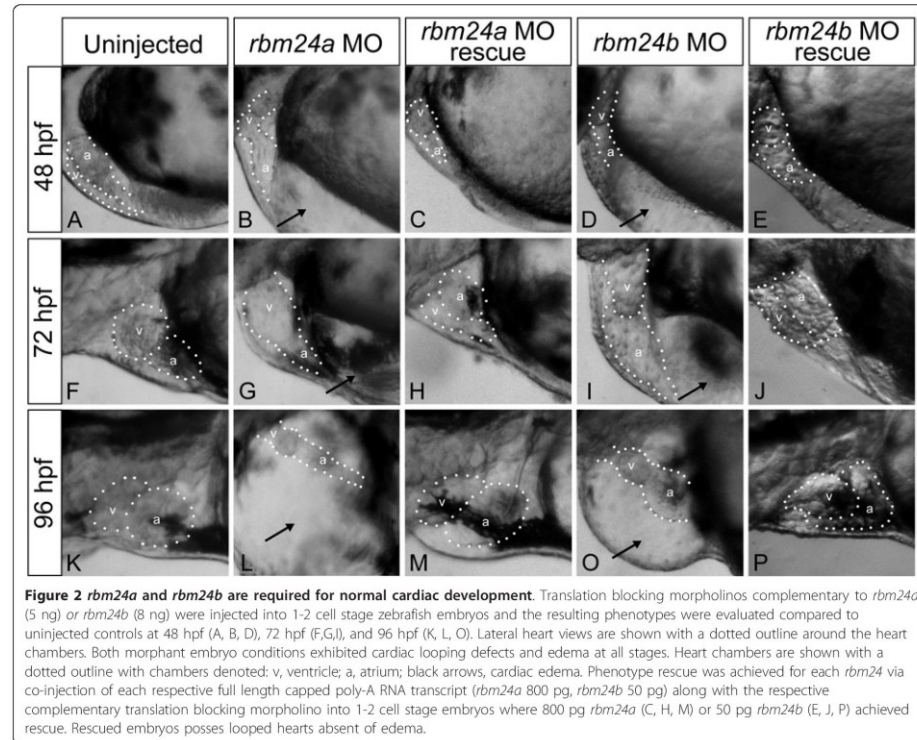 Uninjected
rbm24a MO
rbm24a MO
rescue
rbm24b MO
rbm24b MO
rescue
48 hpf
v
a
A
v
a
B
v
a
C
v
a
D
v
a
E
72 hpf
v
a
F
v
a
G
a
v
H
v
a
I
a
v
J
96 hpf
v
a
K
v
a
L
v
a
M
v
a
O
v
a
P
Figure 2 rbm24a and rbm24b are required for normal cardiac development. Translation blocking morpholinos complementary to rbm24a
(5 ng) or rbm24b (8 ng) were injected into 1-2 cell stage zebrafish embryos and the resulting phenotypes were evaluated compared to
uninjected controls at 48 hpf (A, B, D), 72 hpf (F,G,I), and 96 hpf (K, L, O). Lateral heart views are shown with a dotted outline around the heart
chambers. Both morphant embryo conditions exhibited cardiac looping defects and edema at all stages. Heart chambers are shown with a
dotted outline with chambers denoted: v, ventricle; a, atrium; black arrows, cardiac edema. Phenotype rescue was achieved for each rbm24 via
co-injection of each respective full length capped poly-A RNA transcript (rbm24a 800 pg, rbm24b 50 pg) along with the respective
complementary translation blocking morpholino into 1-2 cell stage embryos where 800 pg rbm24a (C, H, M) or 50 pg rbm24b (E, J, P) achieved
rescue. Rescued embryos posses looped hearts absent of edema.